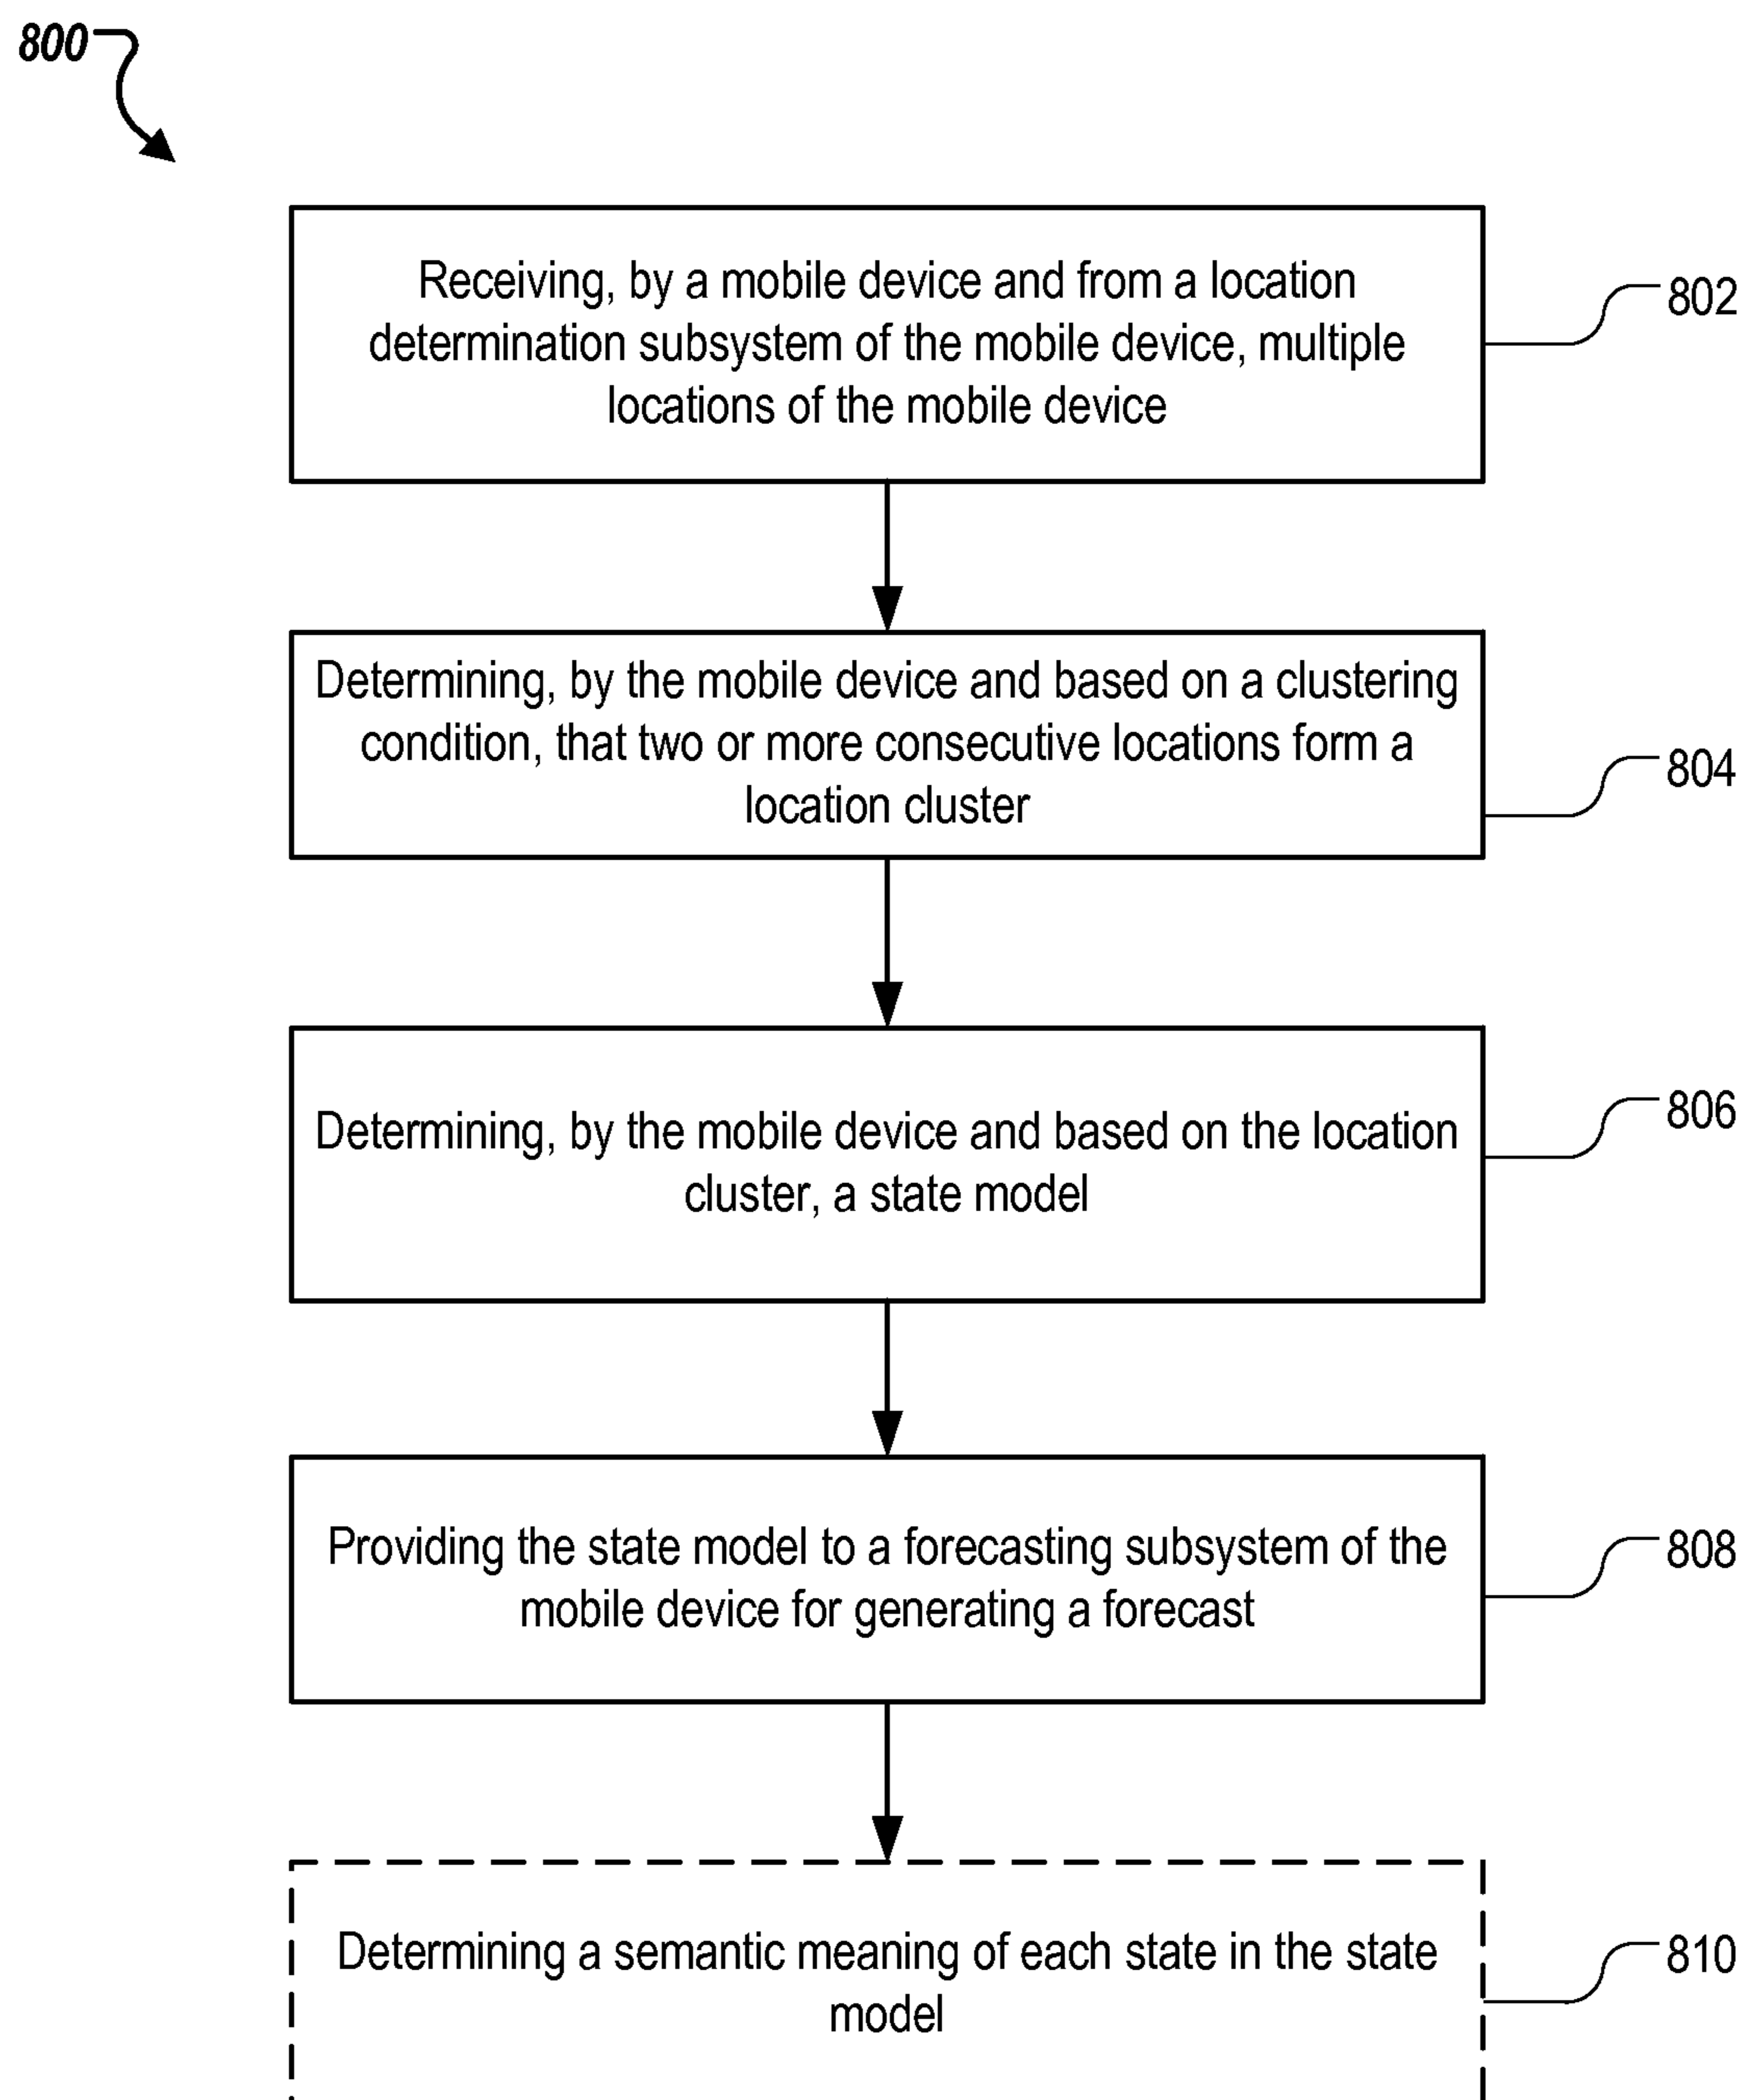 800
Receiving, by a mobile device and from a location
determination subsystem of the mobile device, multiple
locations of the mobile device
802
Determining, by the mobile device and based on a clustering
condition, that two or more consecutive locations form a
location cluster
804
Determining, by the mobile device and based on the location
cluster, a state model
806
Providing the state model to a forecasting subsystem of the
mobile device for generating a forecast
808
Determining a semantic meaning of each state in the state
model
810